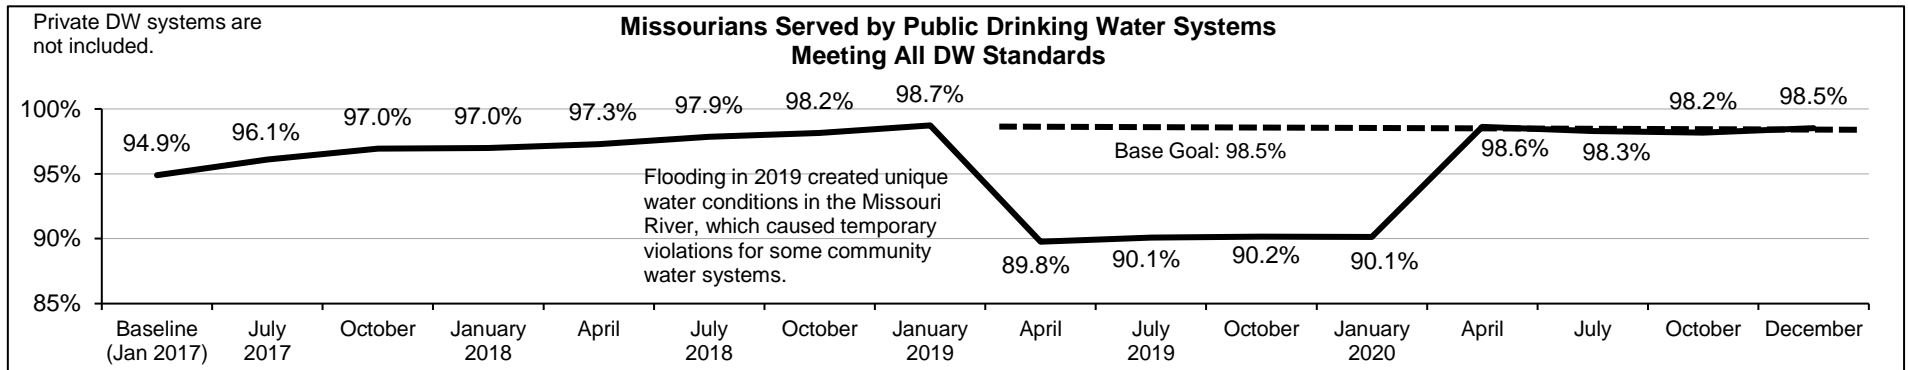 Private DW systems are
not included.
Missourians Served by Public Drinking Water Systems
Meeting All DW Standards
100%
95%
90%
85%
94.9%
96.1%
97.0%
97.0%
97.3%
97.9%
98.2%
98.7%
89.8%
90.1%
90.2%
90.1%
98.6%
98.3%
98.2%
98.5%
Base Goal: 98.5%
Flooding in 2019 created unique
water conditions in the Missouri
River, which caused temporary
violations for some community
water systems.
Baseline
(Jan 2017)
July
2017
October
January
2018
April
July
2018
October
January
2019
April
July
2019
October
January
2020
April
July
October
December